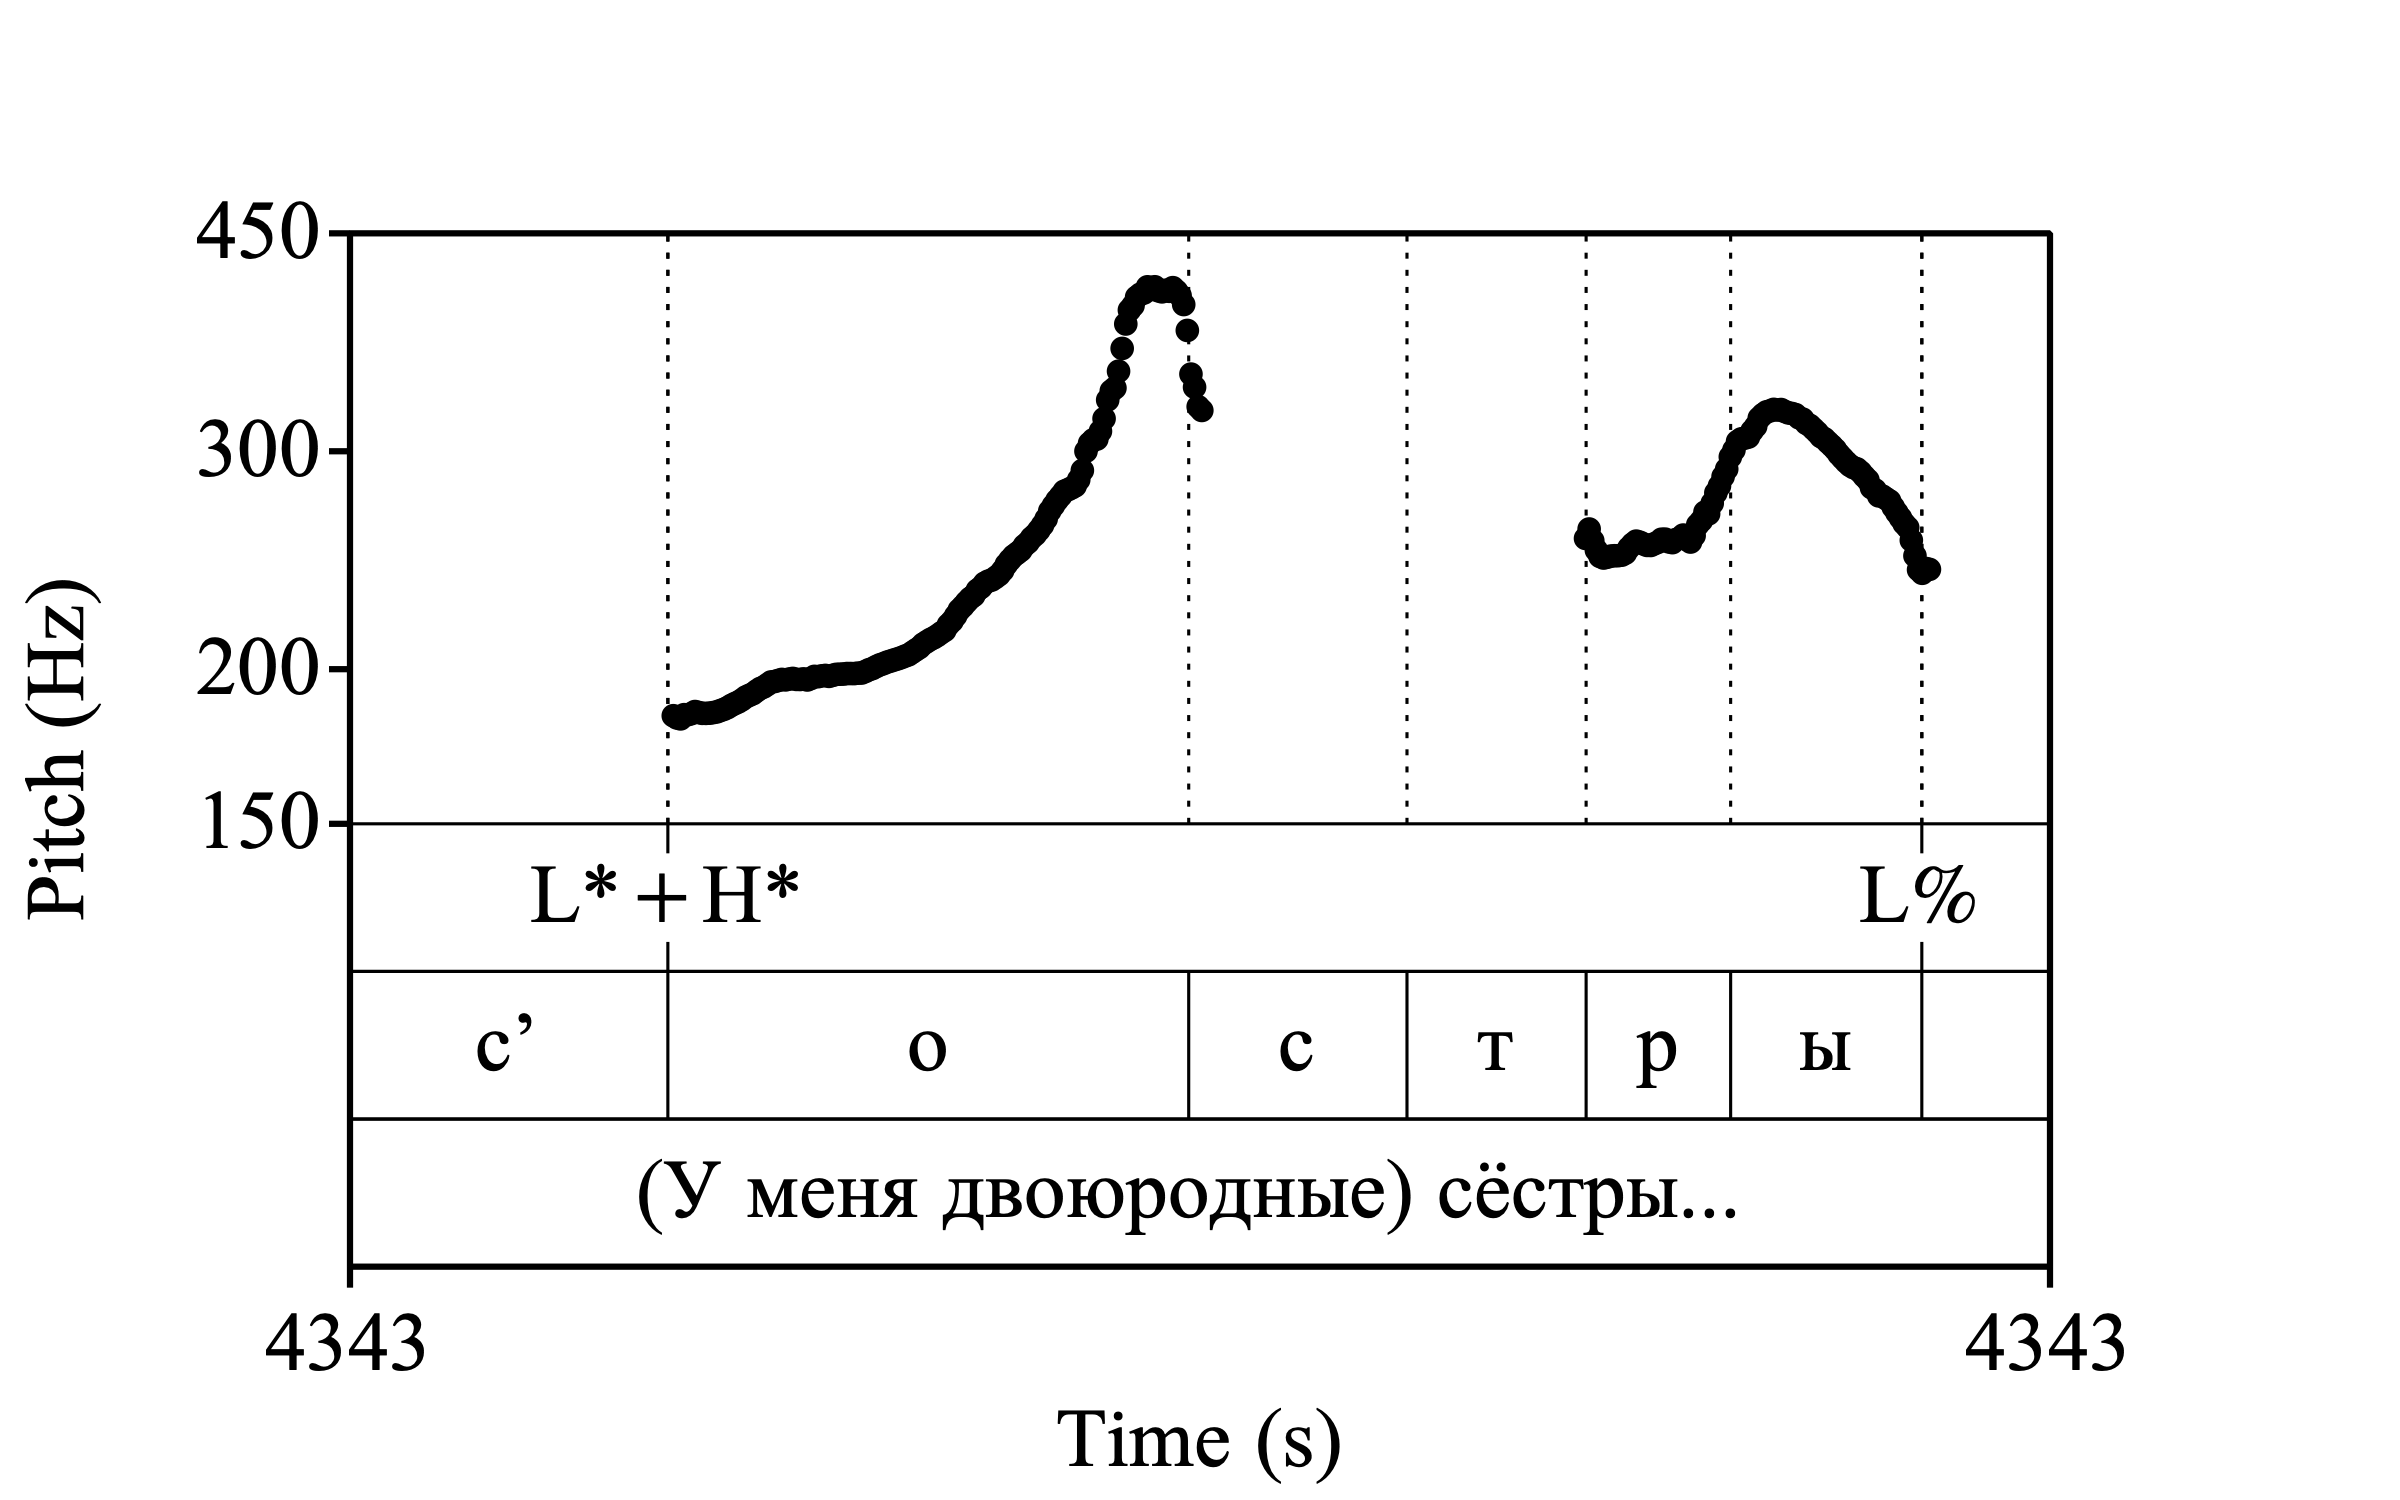 450
300
200
150
Pitch (Hz)
L*+H* L%
с’ о с т р ы
(У меня двоюродные) сёстры...
4343 4343
Time (s)